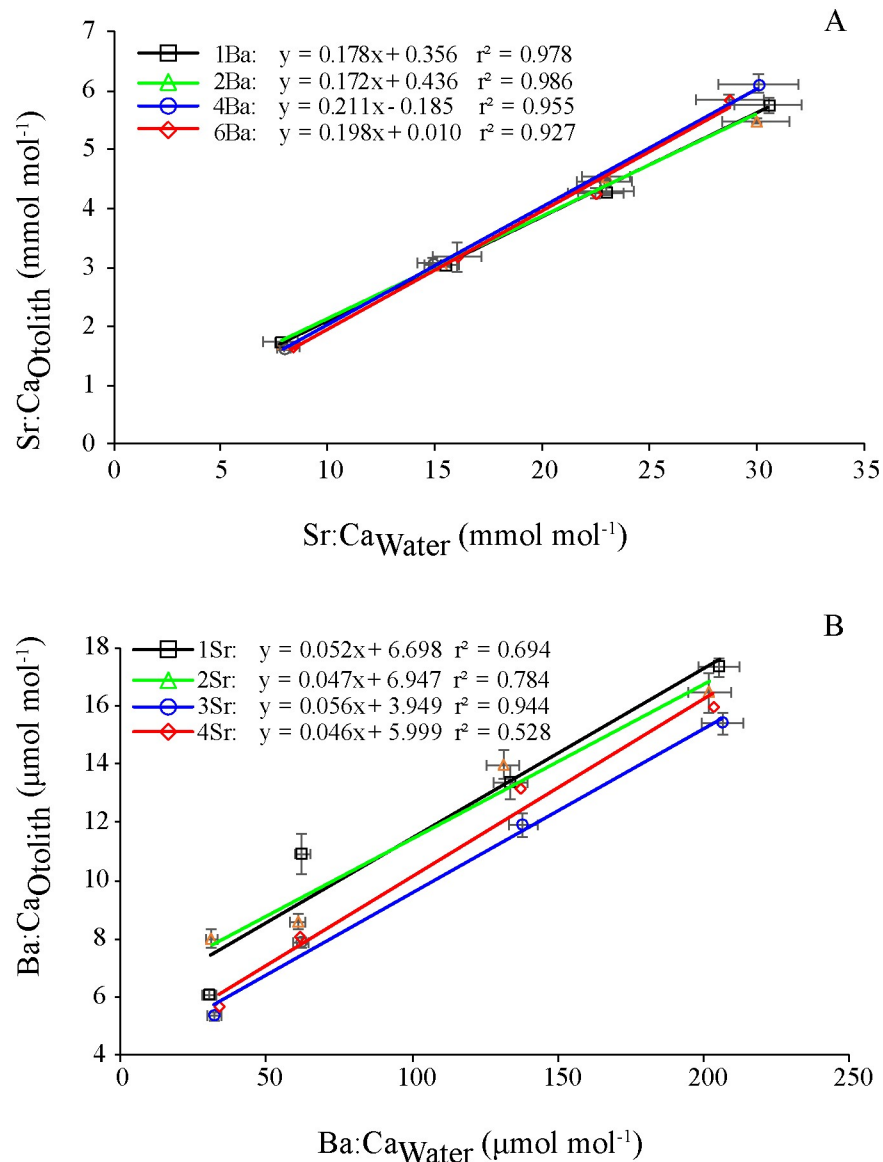 A
7
6
5
4
3
2
1
0
1Ba: y = 0.178x + 0.356 r² = 0.978
2Ba: y = 0.172x + 0.436 r² = 0.986
4Ba: y = 0.211x - 0.185 r² = 0.955
6Ba: y = 0.198x + 0.010 r² = 0.927
Sr:CaOtolith (mmol mol-1)
0 5 10 15 20 25 30 35
Sr:CaWater (mmol mol-1)
B
18
16
14
12
10
8
6
4
1Sr: y = 0.052x + 6.698 r² = 0.694
2Sr: y = 0.047x + 6.947 r² = 0.784
3Sr: y = 0.056x + 3.949 r² = 0.944
4Sr: y = 0.046x + 5.999 r² = 0.528
Ba:CaOtolith (µmol mol-1)
0 50 100 150 200 250
Ba:CaWater (µmol mol-1)